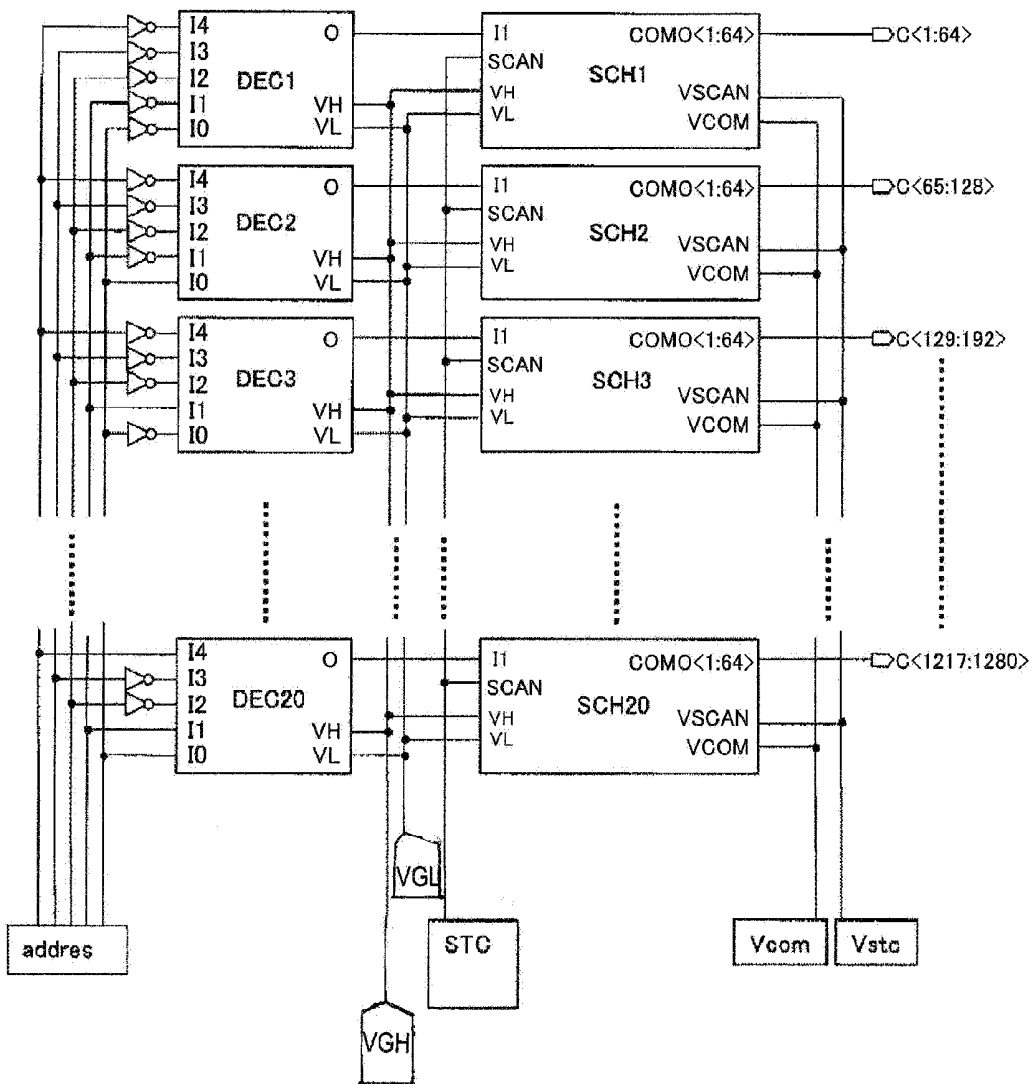 I4
I3
I2
I1
I0
DEC1
O
VH
VL
I1
SCAN
VH
VL
SCH1
COMO<1:64>
VSCAN
VCOM
C<1:64>
I4
I3
I2
I1
I0
DEC2
O
VH
VL
I1
SCAN
VH
VL
SCH2
COMO<1:64>
VSCAN
VCOM
C<65:128>
I4
I3
I2
I1
I0
DEC3
O
VH
VL
I1
SCAN
VH
VL
SCH3
COMO<1:64>
VSCAN
VCOM
C<129:192>
I4
I3
I2
I1
I0
DEC20
O
VH
VL
I1
SCAN
VH
VL
SCH20
COMO<1:64>
VSCAN
VCOM
C<1217:1280>
addres
VGL
VGH
STC
Vcom
Vstc